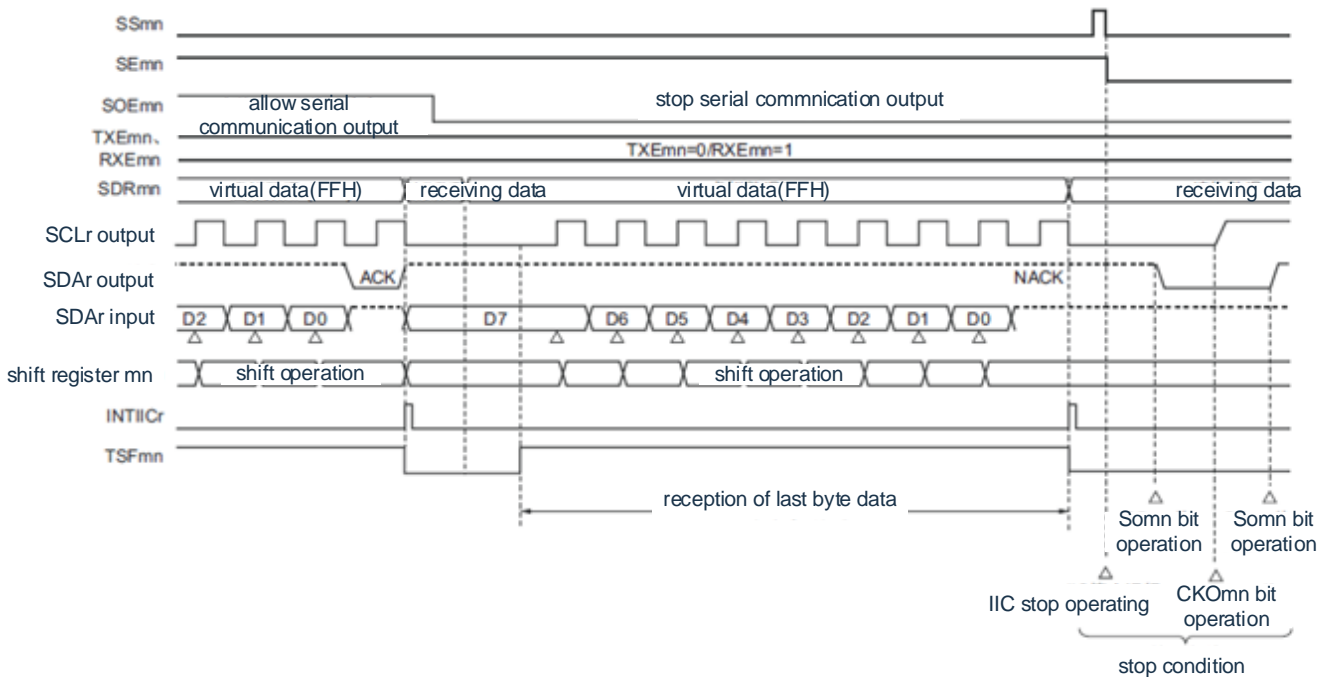 SSmn
SEmn
SOEmn
allow serial
communication output
stop serial commnication output
TXEmn、
RXEmn
TXEmn=0/RXEmn=1
SDRmn
virtual data(FFH)
receiving data
virtual data(FFH)
receiving data
SCLr output
SDAr output
ACK
NACK
SDAr input
D2 D1 D0 D7 D6 D5 D4 D3 D2 D1 D0
shift register mn
shift operation
shift operation
INTIICr
TSFmn
reception of last byte data
Somn bit
operation
Somn bit
operation
IIC stop operating
CKOmn bit
operation
stop condition